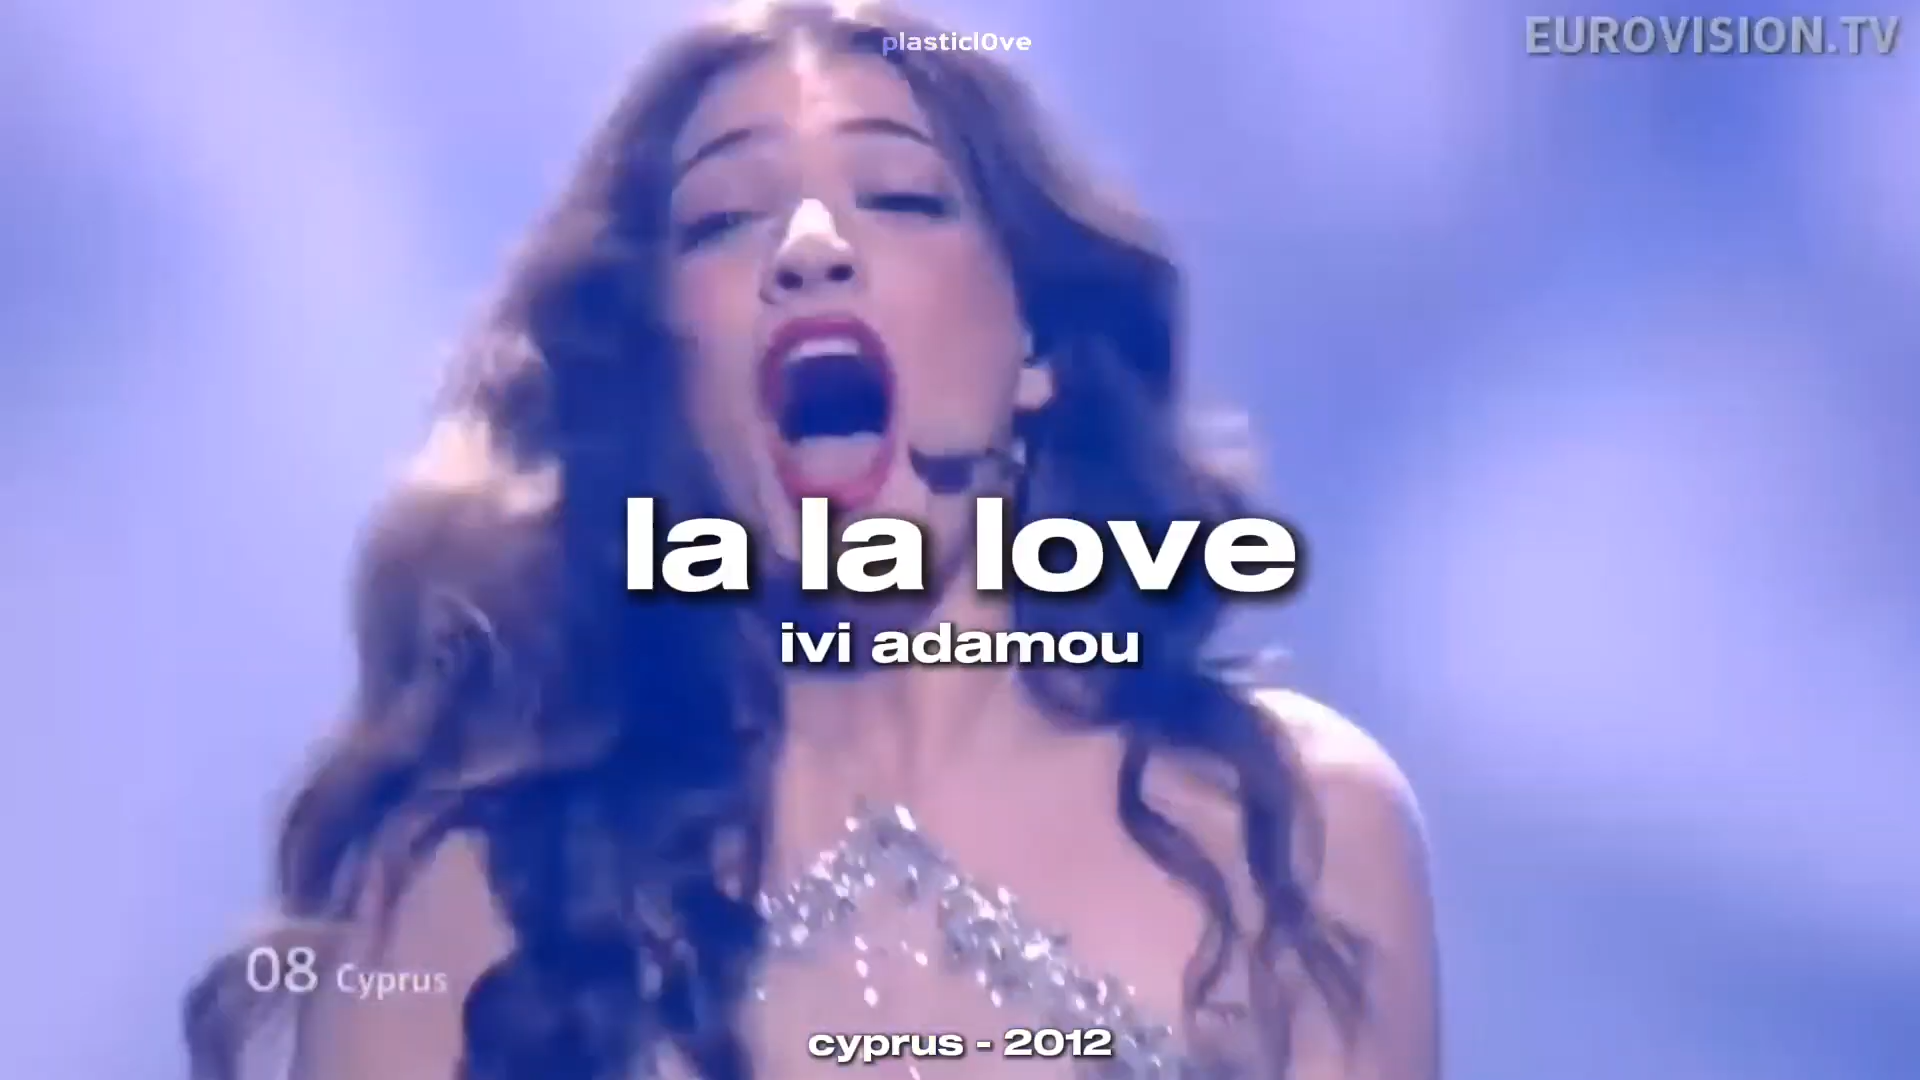 plasticl0ve
EUROVISION.TV
la la love
ivi adamou
08 Cyprus
cyprus - 2012